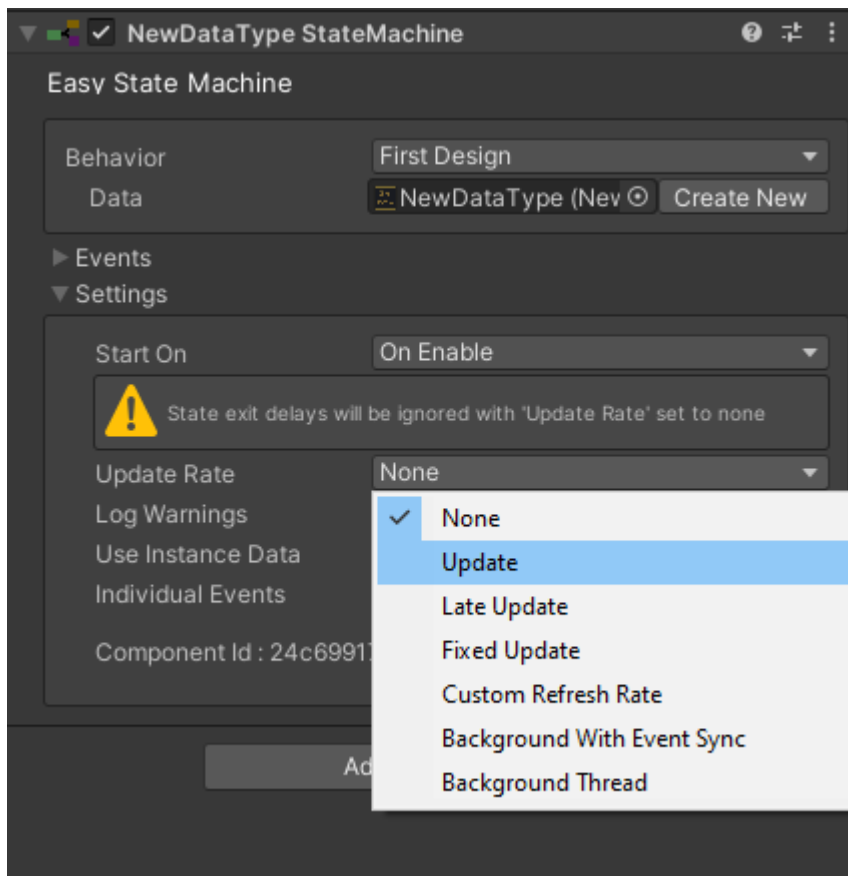 NewDataType StateMachine
Easy State Machine
Behavior First Design
Data NewDataType (Nev Create New
Events
Settings
Start On On Enable
State exit delays will be ignored with 'Update Rate' set to none
Update Rate None
Log Warnings None
Use Instance Data Update
Individual Events Late Update
Fixed Update
Component Id : 24c6991
Custom Refresh Rate
Background With Event Sync
Ad
Background Thread